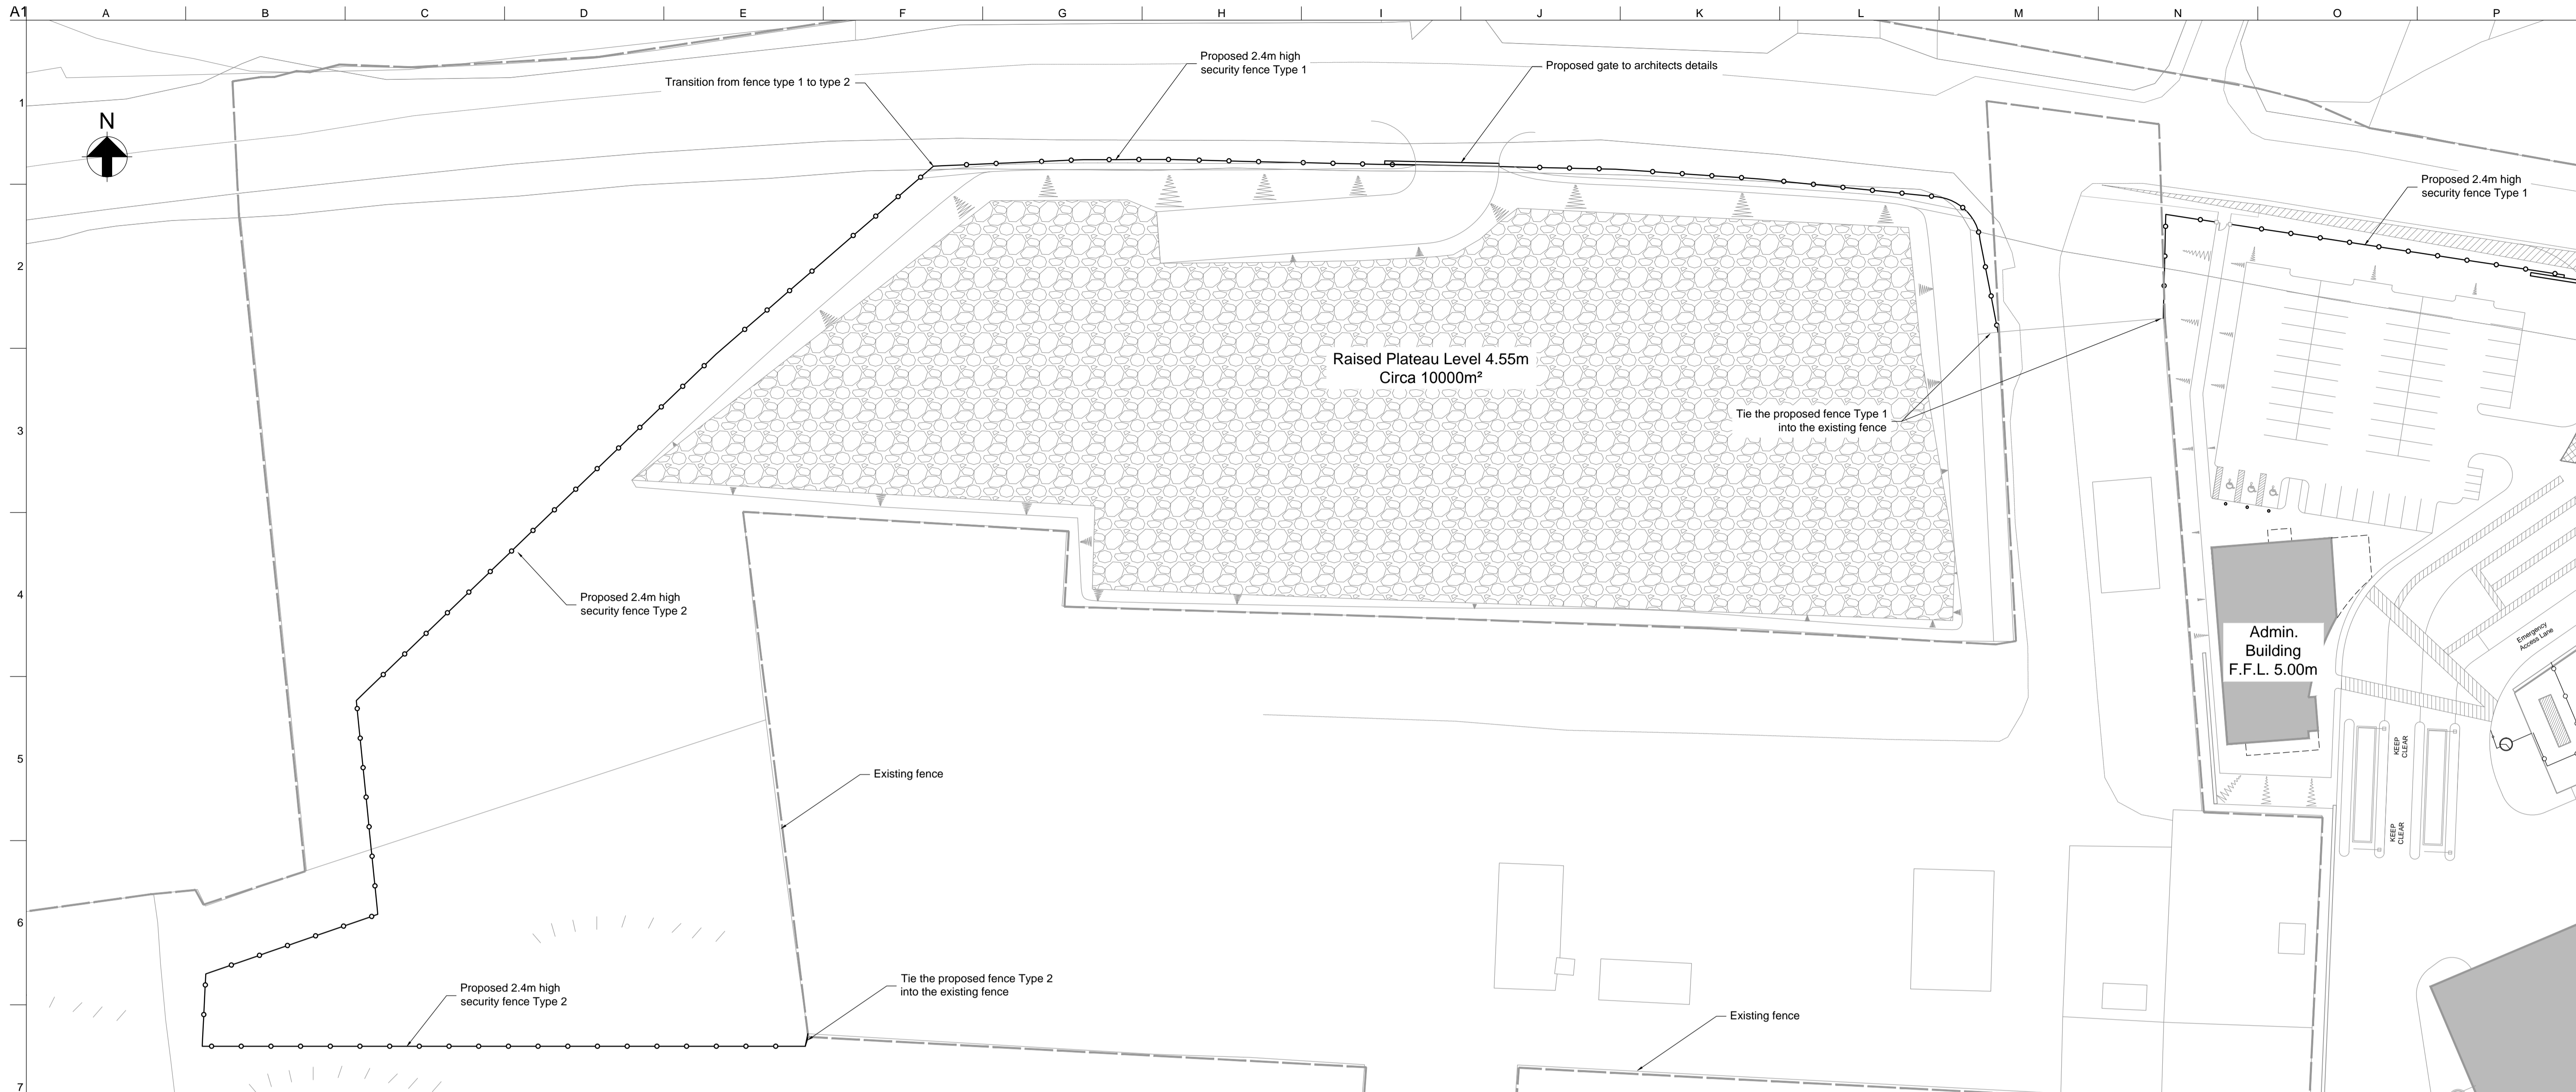 A1
A
B
C
D
E
F
G
H
I
J
K
L
M
N
O
P
1
2
3
4
5
6
7
N
Transition from fence type 1 to type 2
Proposed 2.4m high
security fence Type 1
Proposed gate to architects details
Proposed 2.4m high
security fence Type 1
Raised Plateau Level 4.55m
Circa 10000m²
Tie the proposed fence Type 1
into the existing fence
Proposed 2.4m high
security fence Type 2
Admin.
Building
F.F.L. 5.00m
Emergency
Access Lane
KEEP
CLEAR
KEEP
CLEAR
Existing fence
Proposed 2.4m high
security fence Type 2
Tie the proposed fence Type 2
into the existing fence
Existing fence